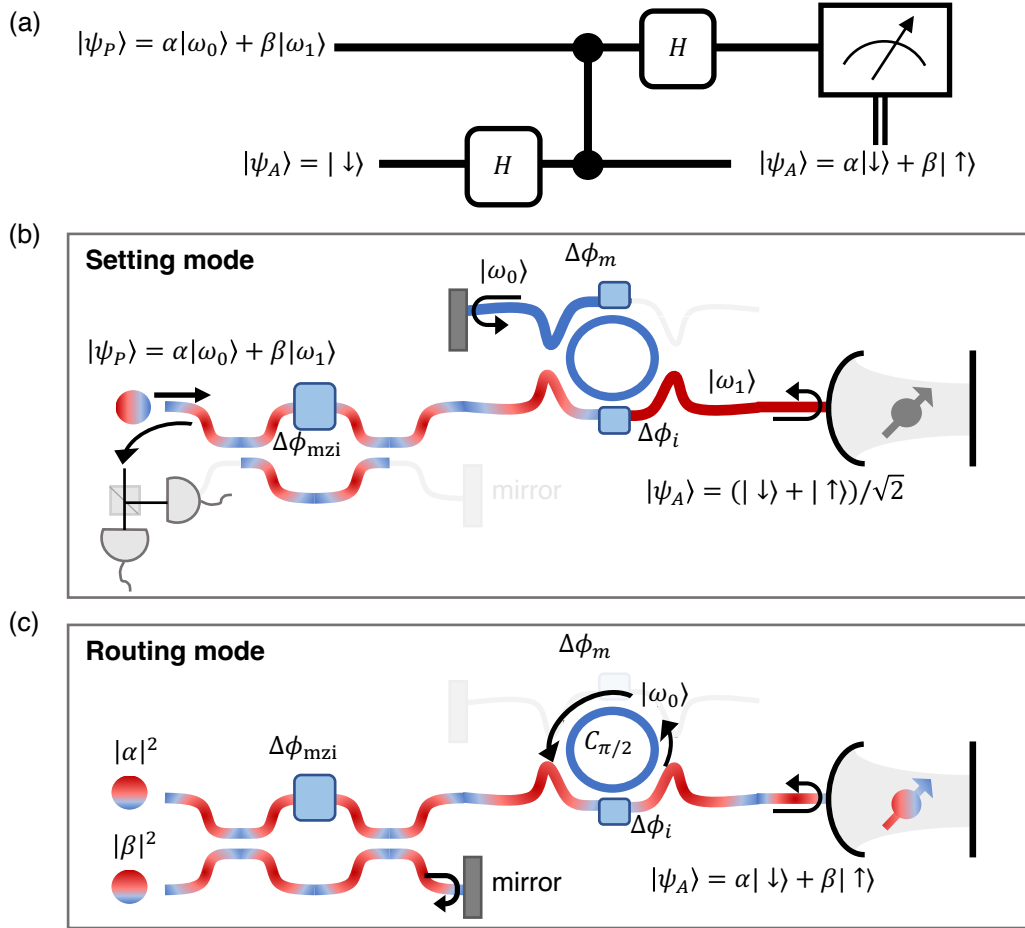 (a)
|ψ_P⟩ = α|ω_0⟩ + β|ω_1⟩
H
|ψ_A⟩ = | ↓⟩
H
|ψ_A⟩ = α|↓⟩ + β| ↑⟩
(b)
Setting mode
|ω_0⟩
Δϕ_m
|ψ_P⟩ = α|ω_0⟩ + β|ω_1⟩
|ω_1⟩
Δϕ_mzi
Δϕ_i
mirror
|ψ_A⟩ = (| ↓⟩ + | ↑⟩)/√2
(c)
Routing mode
Δϕ_m
|ω_0⟩
|α|²
Δϕ_mzi
C_π/2
|β|²
Δϕ_i
mirror
|ψ_A⟩ = α| ↓⟩ + β| ↑⟩